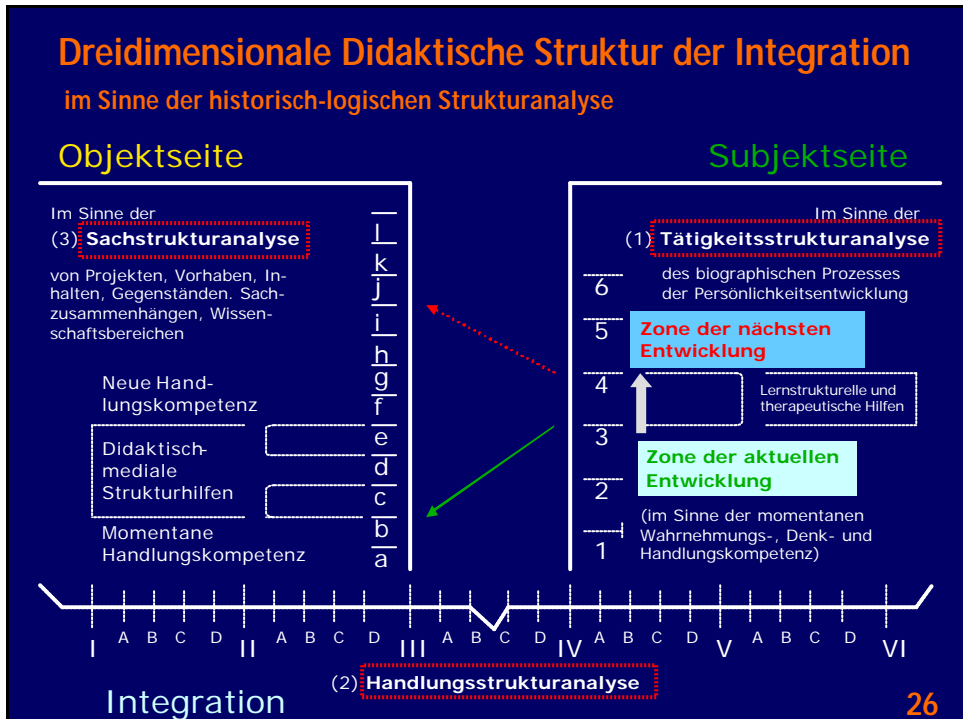 Dreidimensionale Didaktische Struktur der Integration
im Sinne der historisch-logischen Strukturanalyse
Objektseite
Im Sinne der
(3) Sachstrukturanalyse
von Projekten, Vorhaben, In-
halten, Gegenständen. Sach-
zusammenhängen, Wissen-
schaftsbereichen
Neue Hand-
lungskompetenz
Didaktisch-
mediale
Strukturhilfen
Momentane
Handlungskompetenz
l
k
j
i
h
g
f
e
d
c
b
a
Subjektseite
Im Sinne der
(1) Tätigkeitsstrukturanalyse
des biographischen Prozesses
der Persönlichkeitsentwicklung
6
5
4
3
2
1
Zone der nächsten
Entwicklung
Lernstrukturelle und
therapeutische Hilfen
Zone der aktuellen
Entwicklung
(im Sinne der momentanen
Wahrnehmungs-, Denk- und
Handlungskompetenz)
I A B C D II A B C D III A B C D IV A B C D V A B C D VI
(2) Handlungsstrukturanalyse
Integration
26